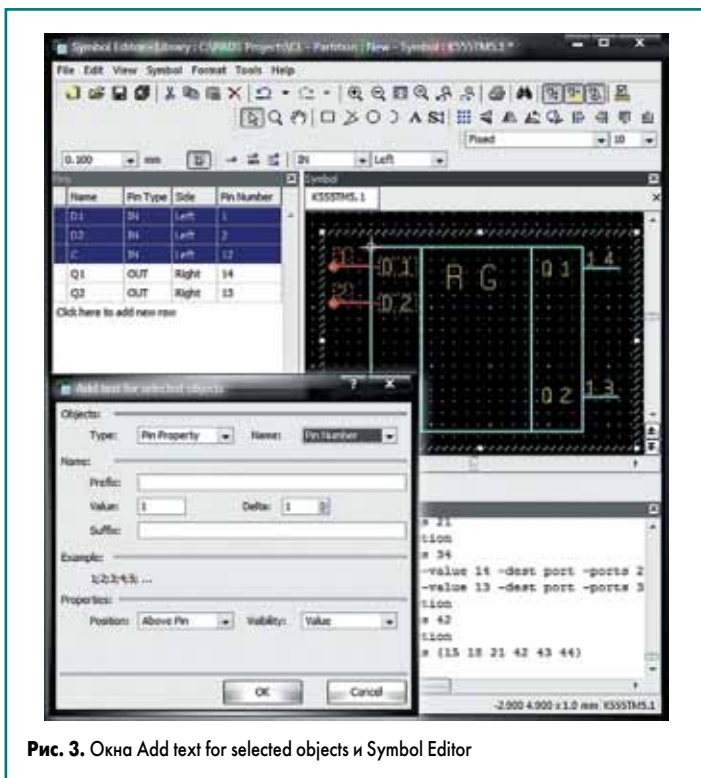 Symbol Editor - Library : C:\PADS Projects\CL - Partition : New - Symbol : K555TM5.1 *
File Edit View Symbol Format Tools Help
Fixed 10
0.100 mm IN Left
Pins
Name Pin Type Side Pin Number
D1 IN Left 1
D2 IN Left 2
C IN Left 12
Q1 OUT Right 14
Q2 OUT Right 13
Click here to add new row
Symbol
K555TM5.1
D1 RG Q1 14
2 D2
Q2 13
Add text for selected objects
Objects:
Type: Pin Property Name: Pin Number
Name:
Prefix:
Value: 1 Delta: 1
Suffix:
Example:
1;2;3;4;5; ...
Properties:
Position: Above Pin Visibility: Value
OK Cancel
s 21
tion
s 34
-value 14 -dest port -ports 2
-value 13 -dest port -ports 3
tion
s 42
tion
s {15 18 21 42 43 44}
-2.900 4.900 x 1.0 mm K555TM5.1
Рис. 3. Окна Add text for selected objects и Symbol Editor